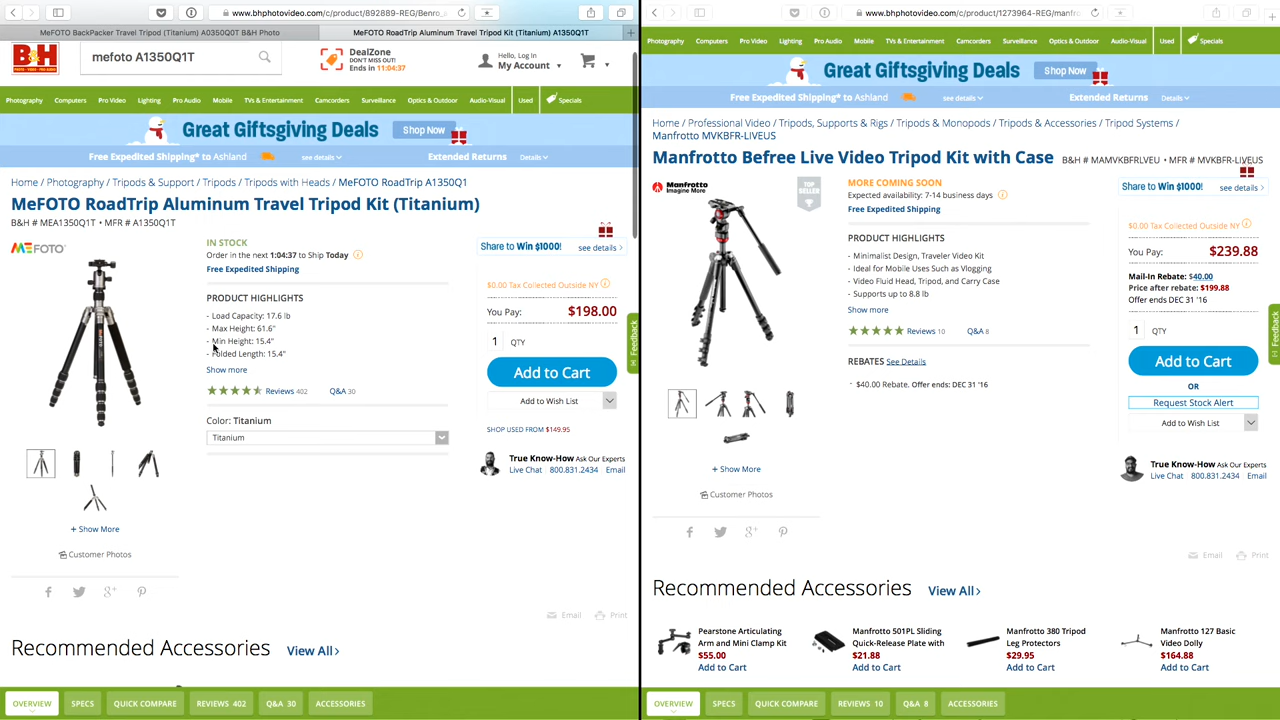 www.bhphotovideo.com/c/product/892889-REG/Benro_
MeFOTO BackPacker Travel Tripod (Titanium) A0350Q0T B&H Photo
MeFOTO RoadTrip Aluminum Travel Tripod Kit (Titanium) A1350Q1T
B&H
PHOTO - VIDEO - PRO AUDIO
mefoto A1350Q1T
DealZone
DON'T MISS OUT!
Ends in 11:04:37
Hello, Log In
My Account
Photography Computers Pro Video Lighting Pro Audio Mobile TVs & Entertainment Camcorders Surveillance Optics & Outdoor Audio-Visual Used Specials
Great Giftsgiving Deals Shop Now
Free Expedited Shipping* to Ashland see details Extended Returns Details
Home / Photography / Tripods & Support / Tripods / Tripods with Heads / MeFOTO RoadTrip A1350Q1
MeFOTO RoadTrip Aluminum Travel Tripod Kit (Titanium)
B&H # MEA1350Q1T • MFR # A1350Q1T
MEFOTO
IN STOCK
Order in the next 1:04:37 to Ship Today
Free Expedited Shipping
PRODUCT HIGHLIGHTS
- Load Capacity: 17.6 lb
- Max Height: 61.6"
- Min Height: 15.4"
- Folded Length: 15.4"
Show more
Reviews 402 Q&A 30
Color: Titanium
Titanium
Share to Win $1000! see details >
$0.00 Tax Collected Outside NY
You Pay: $198.00
1 QTY
Add to Cart
Add to Wish List
SHOP USED FROM $149.95
True Know-How Ask Our Experts
Live Chat 800.831.2434 Email
+ Show More
Customer Photos
Email Print
Recommended Accessories View All >
OVERVIEW SPECS QUICK COMPARE REVIEWS 402 Q&A 30 ACCESSORIES
Feedback
www.bhphotovideo.com/c/product/1273964-REG/manfr
Photography Computers Pro Video Lighting Pro Audio Mobile TVs & Entertainment Camcorders Surveillance Optics & Outdoor Audio-Visual Used Specials
Great Giftsgiving Deals Shop Now
Free Expedited Shipping* to Ashland see details Extended Returns Details
Home / Professional Video / Tripods, Supports & Rigs / Tripods & Monopods / Tripods & Accessories / Tripod Systems /
Manfrotto MVKBFR-LIVEUS
Manfrotto Befree Live Video Tripod Kit with Case B&H # MAMVKBFRLVEU • MFR # MVKBFR-LIVEUS
Manfrotto
Imagine More
TOP
SELLER
MORE COMING SOON
Expected availability: 7-14 business days
Free Expedited Shipping
PRODUCT HIGHLIGHTS
- Minimalist Design, Traveler Video Kit
- Ideal for Mobile Uses Such as Vlogging
- Video Fluid Head, Tripod, and Carry Case
- Supports up to 8.8 lb
Show more
Reviews 10 Q&A 8
REBATES See Details
$40.00 Rebate. Offer ends: DEC 31 '16
Share to Win $1000! see details >
$0.00 Tax Collected Outside NY
You Pay: $239.88
Mail-In Rebate: $40.00
Price after rebate: $199.88
Offer ends DEC 31 '16
1 QTY
Add to Cart
OR
Request Stock Alert
Add to Wish List
True Know-How Ask Our Experts
Live Chat 800.831.2434 Email
+ Show More
Customer Photos
Email Print
Recommended Accessories View All >
Pearstone Articulating
Arm and Mini Clamp Kit
$55.00
Add to Cart
Manfrotto 501PL Sliding
Quick-Release Plate with
$21.88
Add to Cart
Manfrotto 380 Tripod
Leg Protectors
$29.95
Add to Cart
Manfrotto 127 Basic
Video Dolly
$164.88
Add to Cart
OVERVIEW SPECS QUICK COMPARE REVIEWS 10 Q&A 8 ACCESSORIES
Feedback